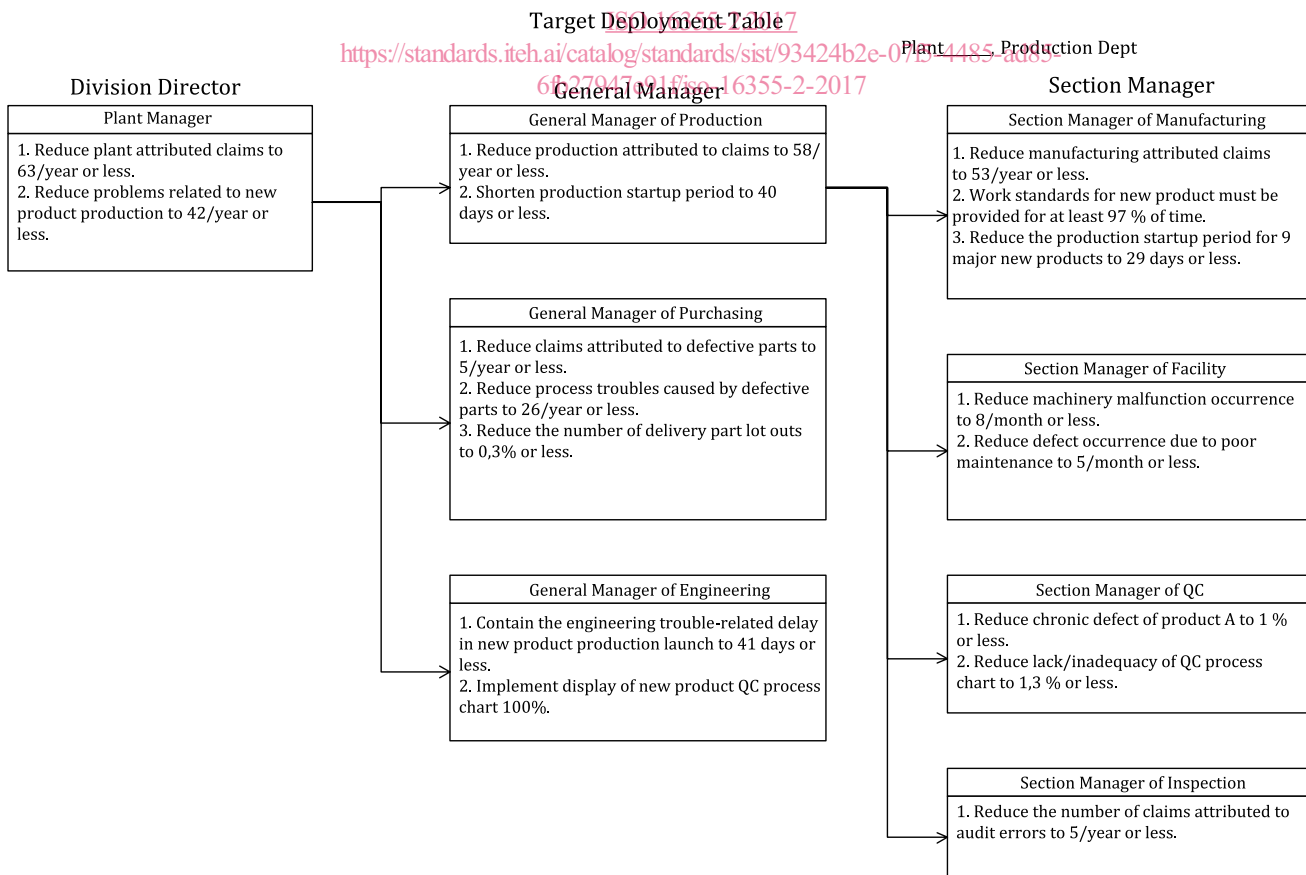 Target Deployment Table
ISO 16355-2:2017
https://standards.iteh.ai/catalog/standards/sist/93424b2e-07f5-4485-ad85-
Plant_____, Production Dept
6fb27947c91f/iso-16355-2-2017
Division Director
General Manager
Section Manager
Plant Manager
1. Reduce plant attributed claims to
63/year or less.
2. Reduce problems related to new
product production to 42/year or
less.
General Manager of Production
1. Reduce production attributed to claims to 58/
year or less.
2. Shorten production startup period to 40
days or less.
General Manager of Purchasing
1. Reduce claims attributed to defective parts to
5/year or less.
2. Reduce process troubles caused by defective
parts to 26/year or less.
3. Reduce the number of delivery part lot outs
to 0,3% or less.
General Manager of Engineering
1. Contain the engineering trouble-related delay
in new product production launch to 41 days or
less.
2. Implement display of new product QC process
chart 100%.
Section Manager of Manufacturing
1. Reduce manufacturing attributed claims
to 53/year or less.
2. Work standards for new product must be
provided for at least 97 % of time.
3. Reduce the production startup period for 9
major new products to 29 days or less.
Section Manager of Facility
1. Reduce machinery malfunction occurrence
to 8/month or less.
2. Reduce defect occurrence due to poor
maintenance to 5/month or less.
Section Manager of QC
1. Reduce chronic defect of product A to 1 %
or less.
2. Reduce lack/inadequacy of QC process
chart to 1,3 % or less.
Section Manager of Inspection
1. Reduce the number of claims attributed to
audit errors to 5/year or less.